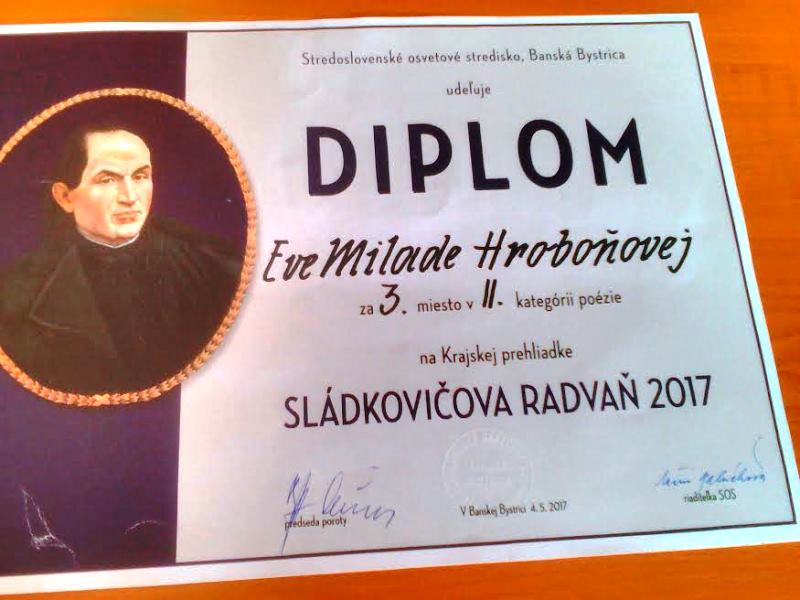 Stredoslovenské osvetové stredisko, Banská Bystrica
udeľuje
DIPLOM
Eve Milade Hroboňovej
za 3. miesto v II. kategórii poézie
na Krajskej prehliadke
SLÁDKOVIČOVA RADVAŇ 2017
predseda poroty
V Banskej Bystrici 4. 5. 2017
riaditeľka SOS